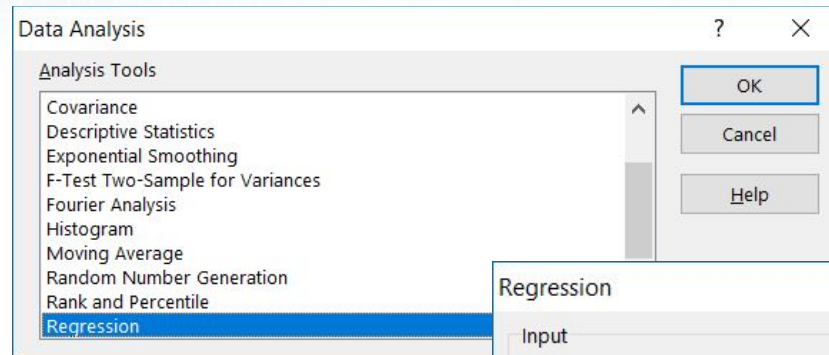 Data Analysis
?
Analysis Tools
OK
Covariance
Descriptive Statistics
Cancel
Exponential Smoothing
F-Test Two-Sample for Variances
Fourier Analysis
Help
Histogram
Moving Average
Random Number Generation
Rank and Percentile
Regression
Regression
Input